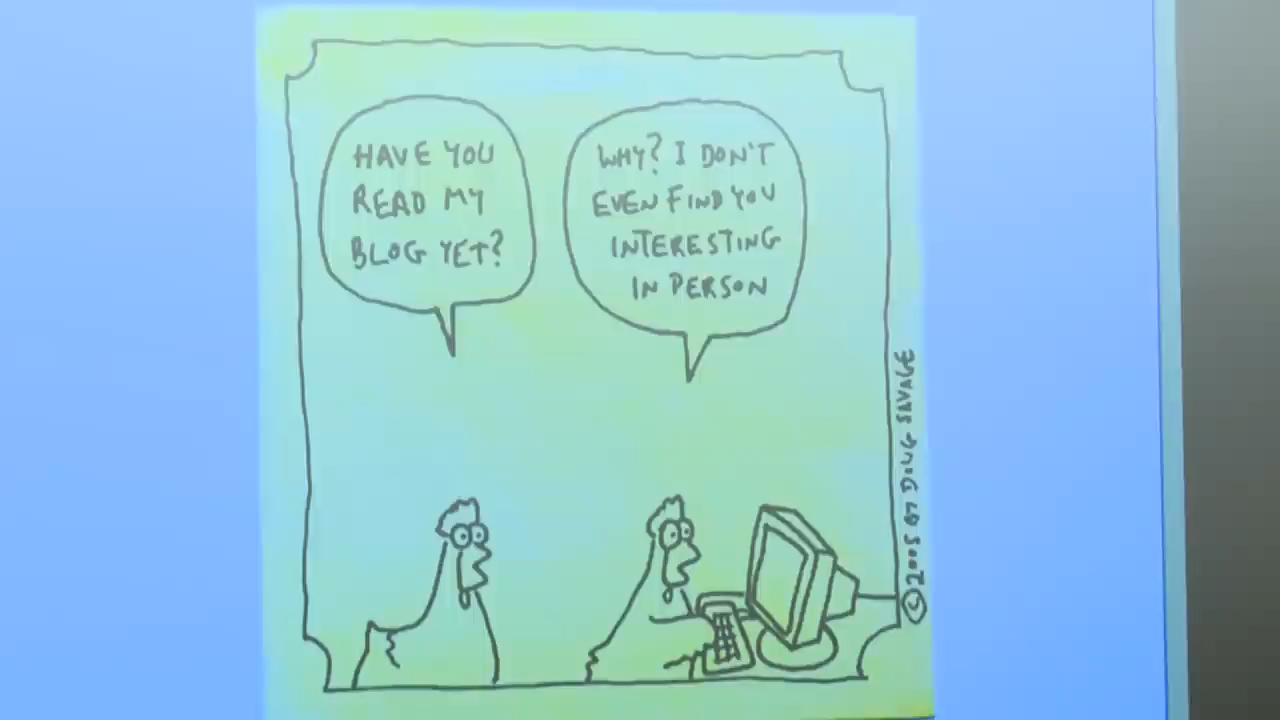 HAVE YOU
READ MY
BLOG YET?
WHY? I DON'T
EVEN FIND YOU
INTERESTING
IN PERSON
© 2005 BY DOUG SAVAGE